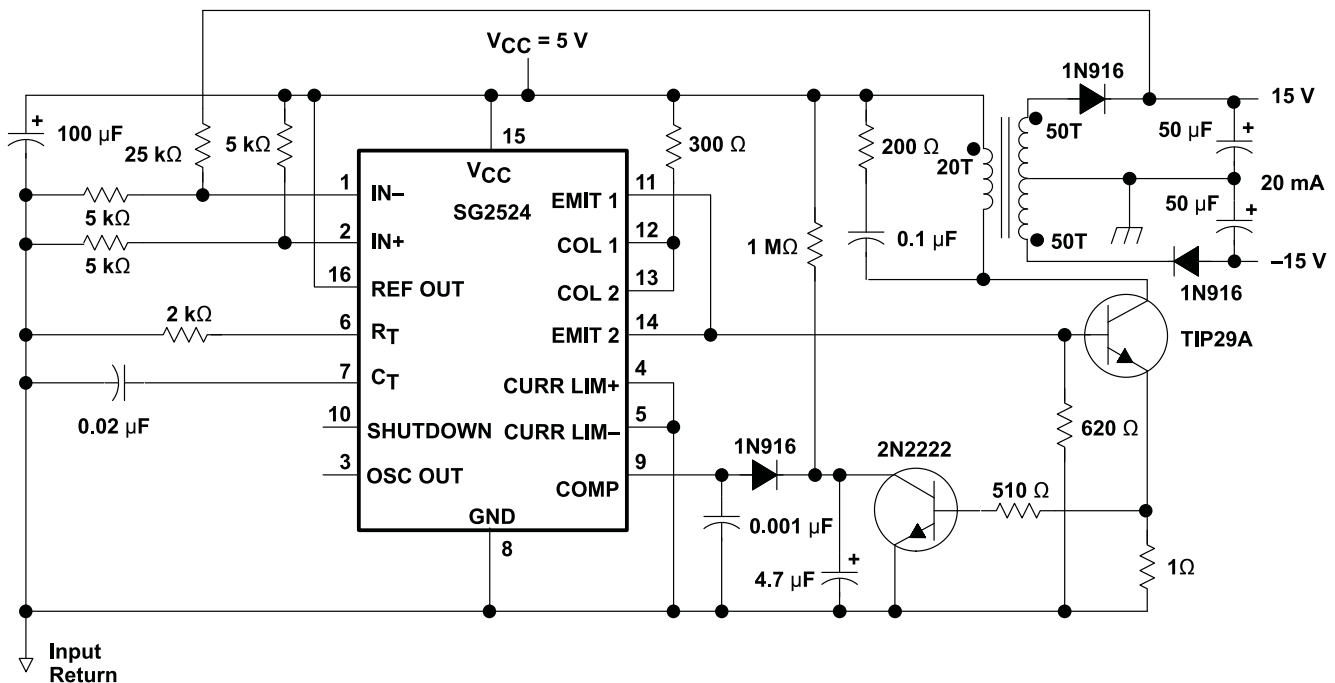 VCC = 5 V
1N916
15 V
100 µF
25 kΩ
5 kΩ
15
VCC
SG2524
300 Ω
200 Ω
20T
50T
50 µF
+
+
20 mA
50 µF
+
50T
–15 V
1N916
5 kΩ
1
IN–
EMIT 1
11
5 kΩ
2
IN+
COL 1
12
1 MΩ
0.1 µF
16
REF OUT
COL 2
13
2 kΩ
6
RT
EMIT 2
14
TIP29A
0.02 µF
7
CT
CURR LIM+
4
10
SHUTDOWN
CURR LIM–
5
620 Ω
3
OSC OUT
COMP
9
1N916
2N2222
510 Ω
GND
8
0.001 µF
4.7 µF
+
1Ω
Input
Return